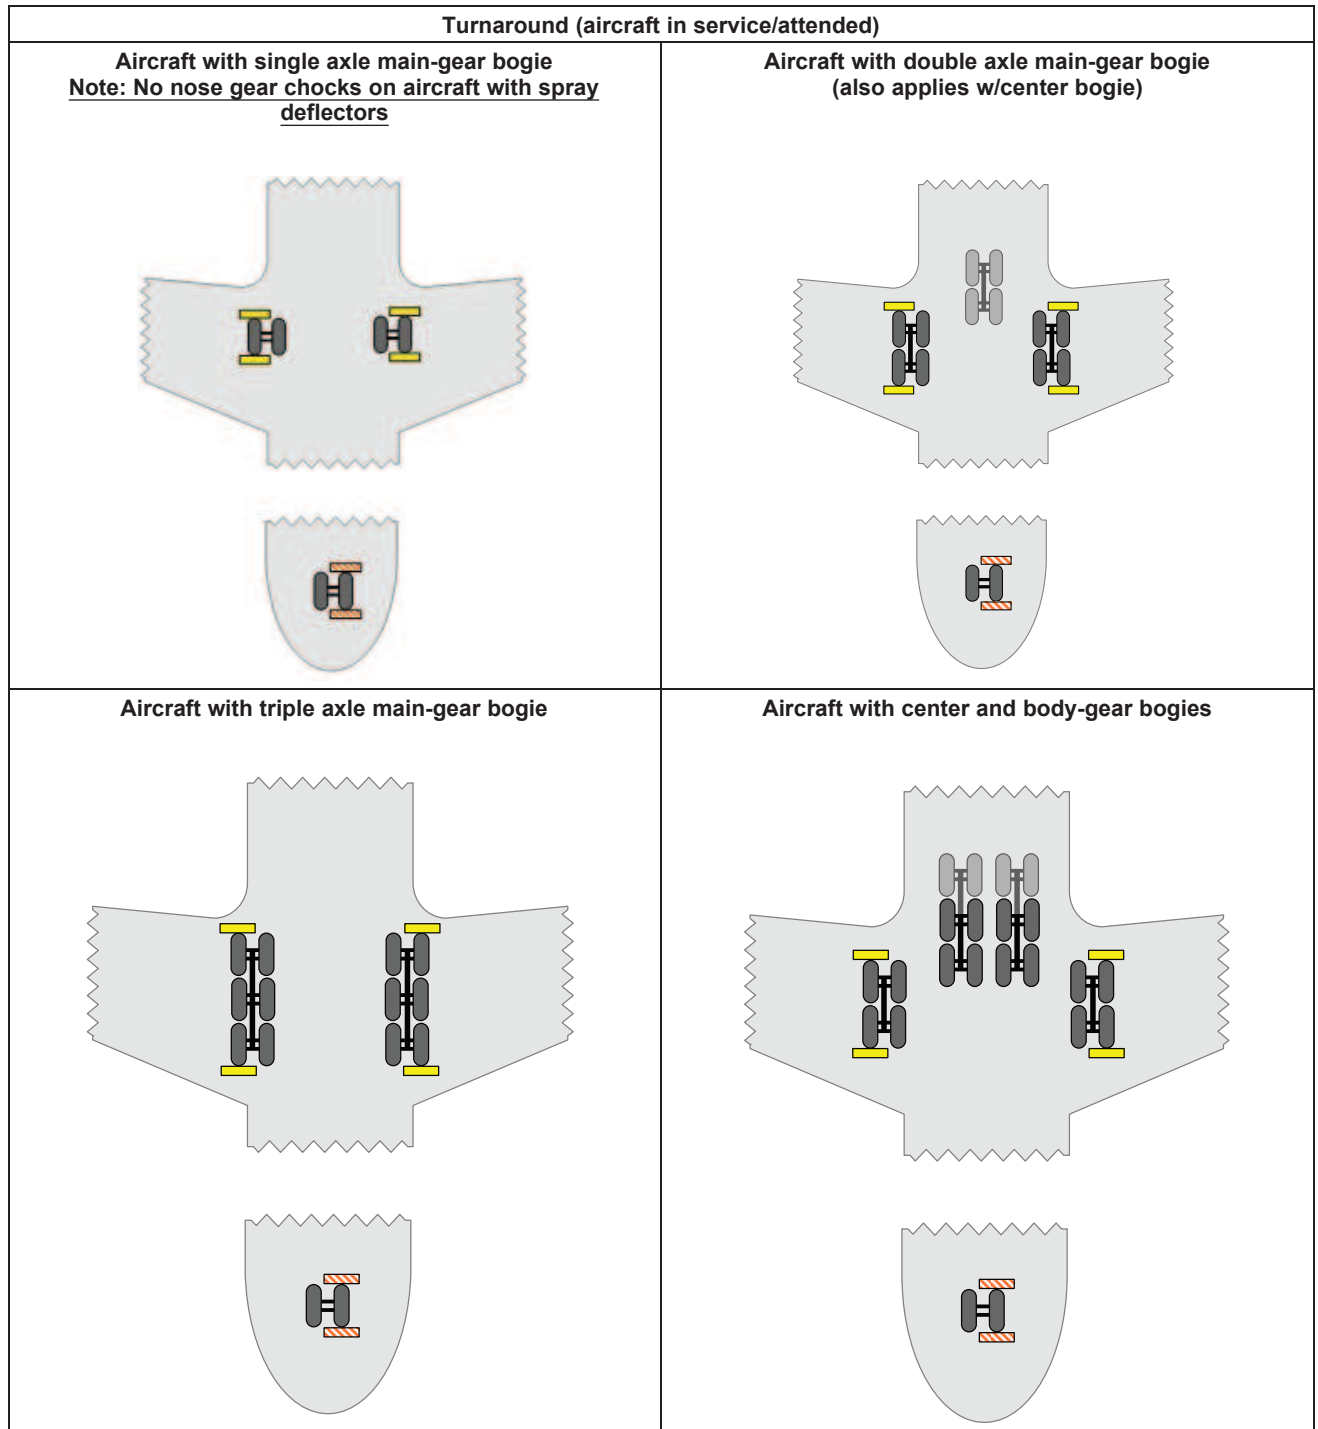 Turnaround (aircraft in service/attended)
Aircraft with single axle main-gear bogie
Note: No nose gear chocks on aircraft with spray
deflectors
Aircraft with double axle main-gear bogie
(also applies w/center bogie)
Aircraft with triple axle main-gear bogie
Aircraft with center and body-gear bogies